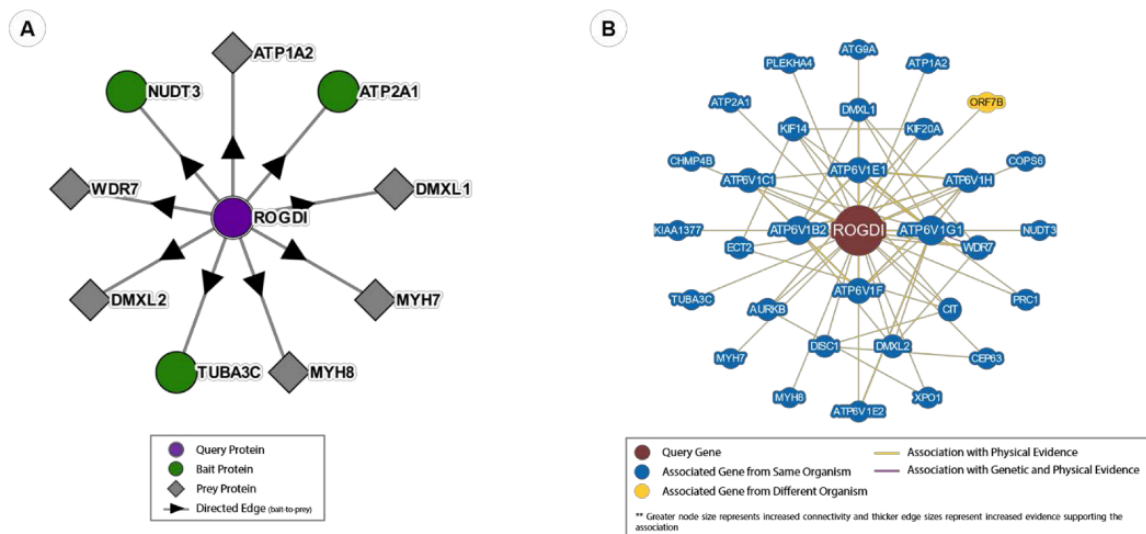 A
ATP1A2
NUDT3
ATP2A1
WDR7
DMXL1
ROGDI
DMXL2
MYH7
TUBA3C
MYH8
Query Protein
Bait Protein
Prey Protein
Directed Edge (bait-to-prey)
B
ATG9A
PLEKHA4
ATP1A2
ATP2A1
DMXL1
ORF7B
KIF14
KIF20A
CHMP4B
COPS6
ATP6V1C1
ATP6V1E1
ATP6V1H
KIAA1377
ATP6V1B2
ROGDI
ATP6V1G1
NUDT3
ECT2
WDR7
TUBA3C
ATP6V1F
PRC1
AURKB
CIT
MYH7
DISC1
DMXL2
CEP63
MYH8
XPO1
ATP6V1E2
Query Gene
Associated Gene from Same Organism
Associated Gene from Different Organism
Association with Physical Evidence
Association with Genetic and Physical Evidence
** Greater node size represents increased connectivity and thicker edge sizes represent increased evidence supporting the
association